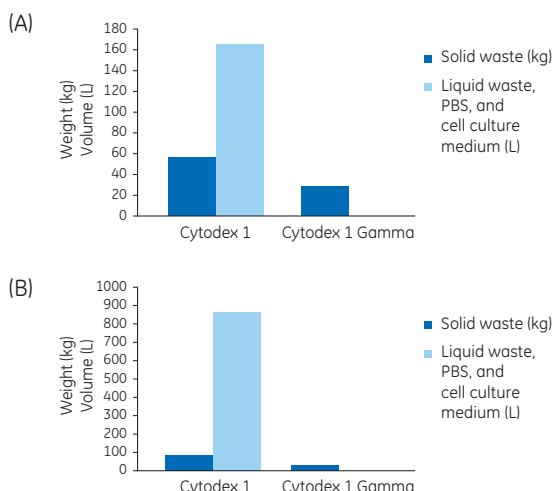 (A)
Weight (kg)
Volume (L)
180
160
140
120
100
80
60
40
20
0
Cytodex 1
Cytodex 1 Gamma
Solid waste (kg)
Liquid waste,
PBS, and
cell culture
medium (L)
(B)
Weight (kg)
Volume (L)
1000
900
800
700
600
500
400
300
200
100
0
Cytodex 1
Cytodex 1 Gamma
Solid waste (kg)
Liquid waste,
PBS, and
cell culture
medium (L)